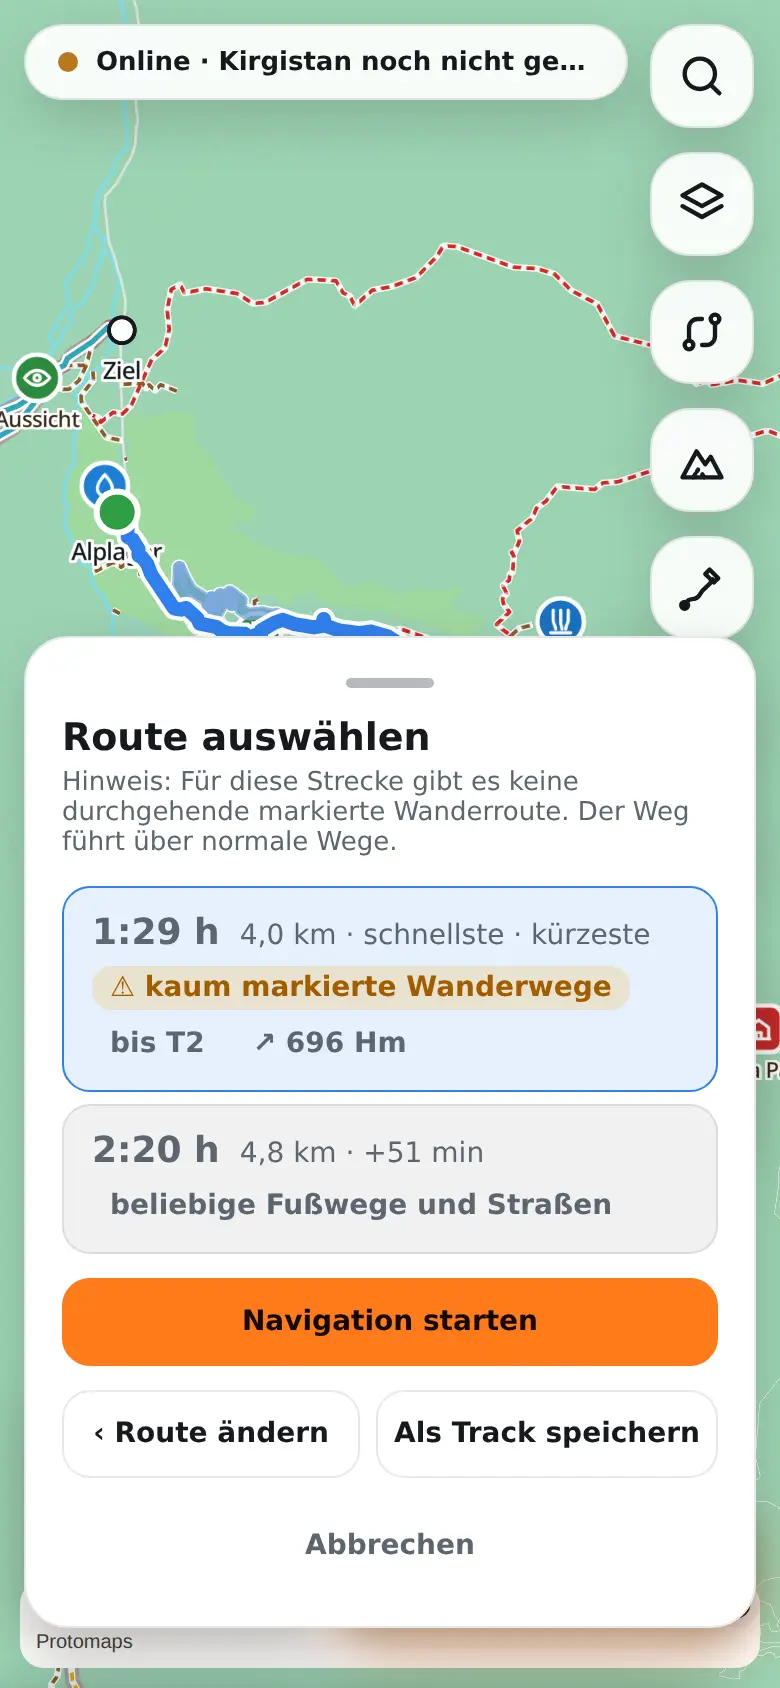 Online · Kirgistan noch nicht ge...
Ziel
Aussicht
Route auswählen
Hinweis: Für diese Strecke gibt es keine
durchgehende markierte Wanderroute. Der Weg
führt über normale Wege.
1:29 h 4,0 km · schnellste · kürzeste
⚠ kaum markierte Wanderwege
bis T2 ↗ 696 Hm
2:20 h 4,8 km · +51 min
beliebige Fußwege und Straßen
Navigation starten
‹ Route ändern
Als Track speichern
Abbrechen
Protomaps